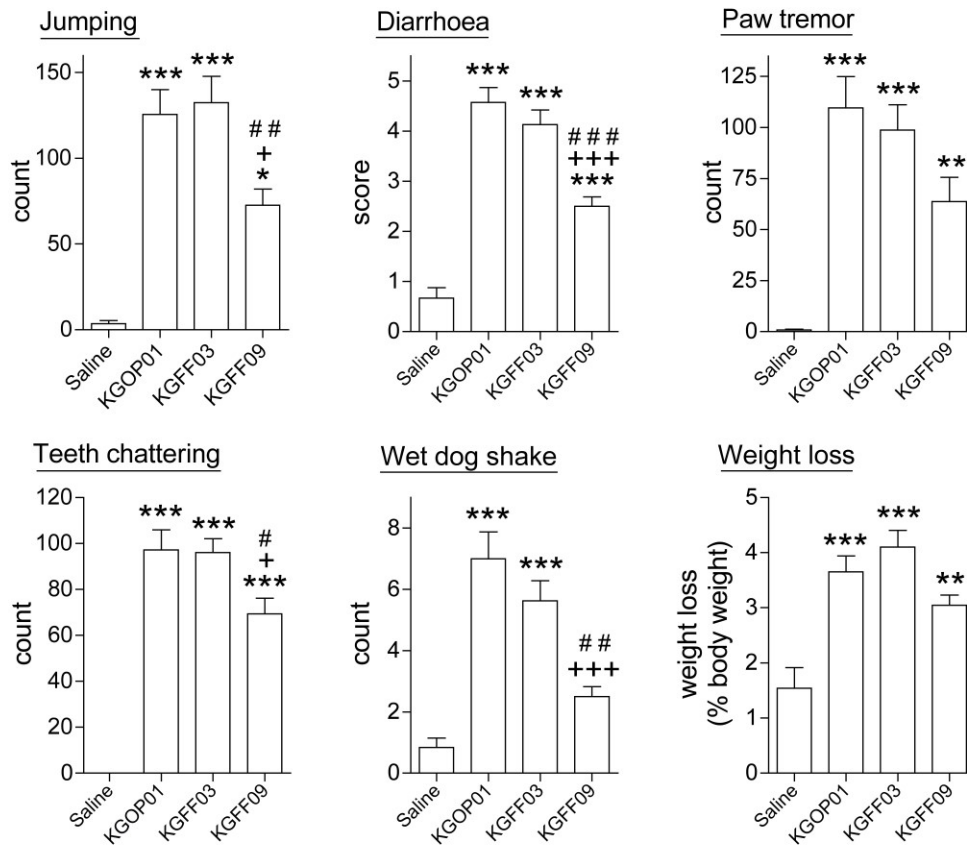 Jumping
150
100
50
0
count
***
***
# #
+
*
Saline
KGOP01
KGFF03
KGFF09
Diarrhoea
5
4
3
2
1
0
score
***
***
# # #
+++
***
Saline
KGOP01
KGFF03
KGFF09
Paw tremor
125
100
75
50
25
0
count
***
***
**
Saline
KGOP01
KGFF03
KGFF09
Teeth chattering
120
100
80
60
40
20
0
count
***
***
#
+
***
Saline
KGOP01
KGFF03
KGFF09
Wet dog shake
8
6
4
2
0
count
***
***
# #
+++
Saline
KGOP01
KGFF03
KGFF09
Weight loss
5
4
3
2
1
0
weight loss
(% body weight)
***
***
**
Saline
KGOP01
KGFF03
KGFF09